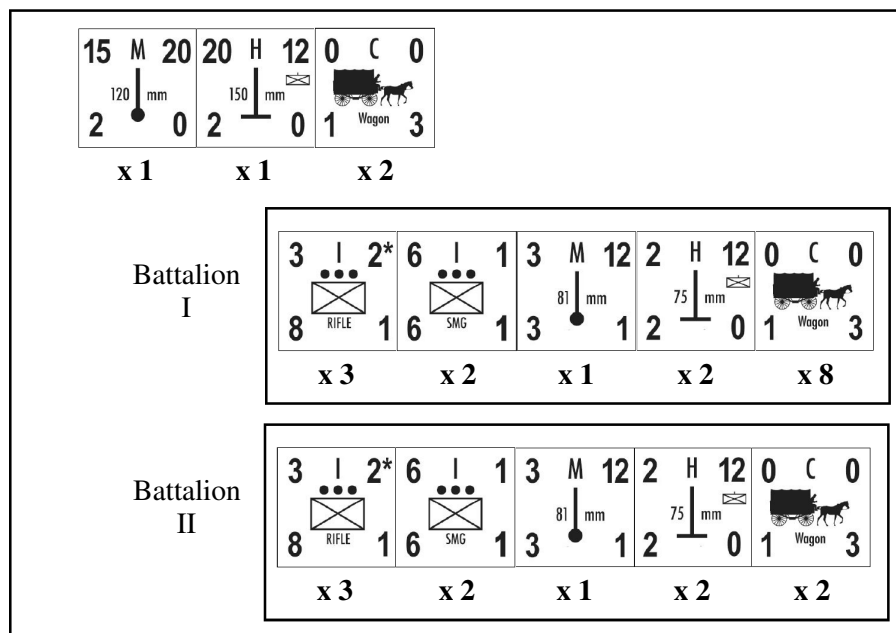 15 M 20 20 H 12 0 C 0
120 mm 150 mm
2 0 2 0 1 Wagon 3
x 1 x 1 x 2
Battalion
I
3 I 2* 6 I 1 3 M 12 2 H 12 0 C 0
81 mm 75 mm
8 RIFLE 1 6 SMG 1 3 1 2 0 1 Wagon 3
x 3 x 2 x 1 x 2 x 8
Battalion
II
3 I 2* 6 I 1 3 M 12 2 H 12 0 C 0
81 mm 75 mm
8 RIFLE 1 6 SMG 1 3 1 2 0 1 Wagon 3
x 3 x 2 x 1 x 2 x 2